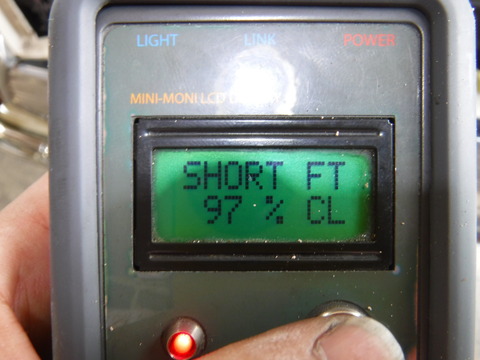 LIGHT LINK POWER
MINI-MONI LCD
SHORT FT
97 % CL